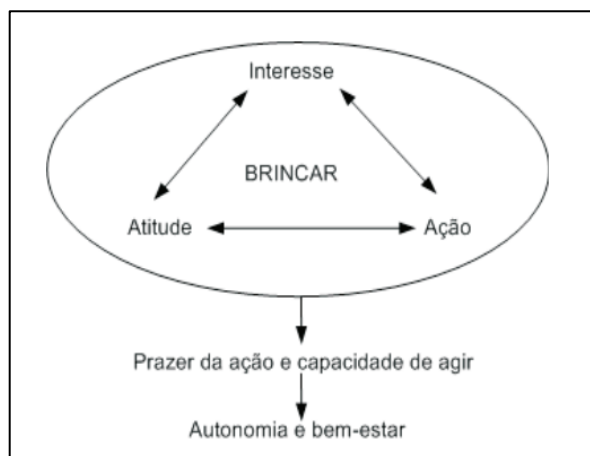 Interesse
BRINCAR
Atitude
Ação
Prazer da ação e capacidade de agir
Autonomia e bem-estar